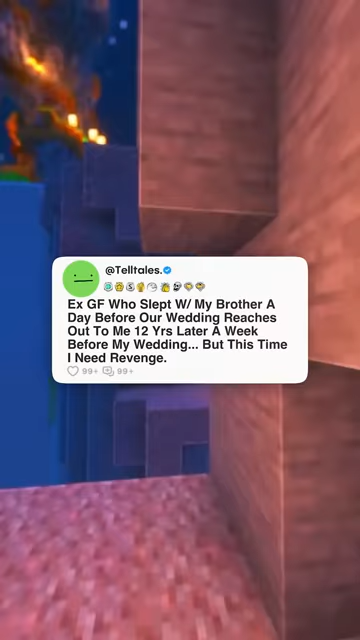 @Telltales.
Ex GF Who Slept W/ My Brother A
Day Before Our Wedding Reaches
Out To Me 12 Yrs Later A Week
Before My Wedding... But This Time
I Need Revenge.
99+ 99+